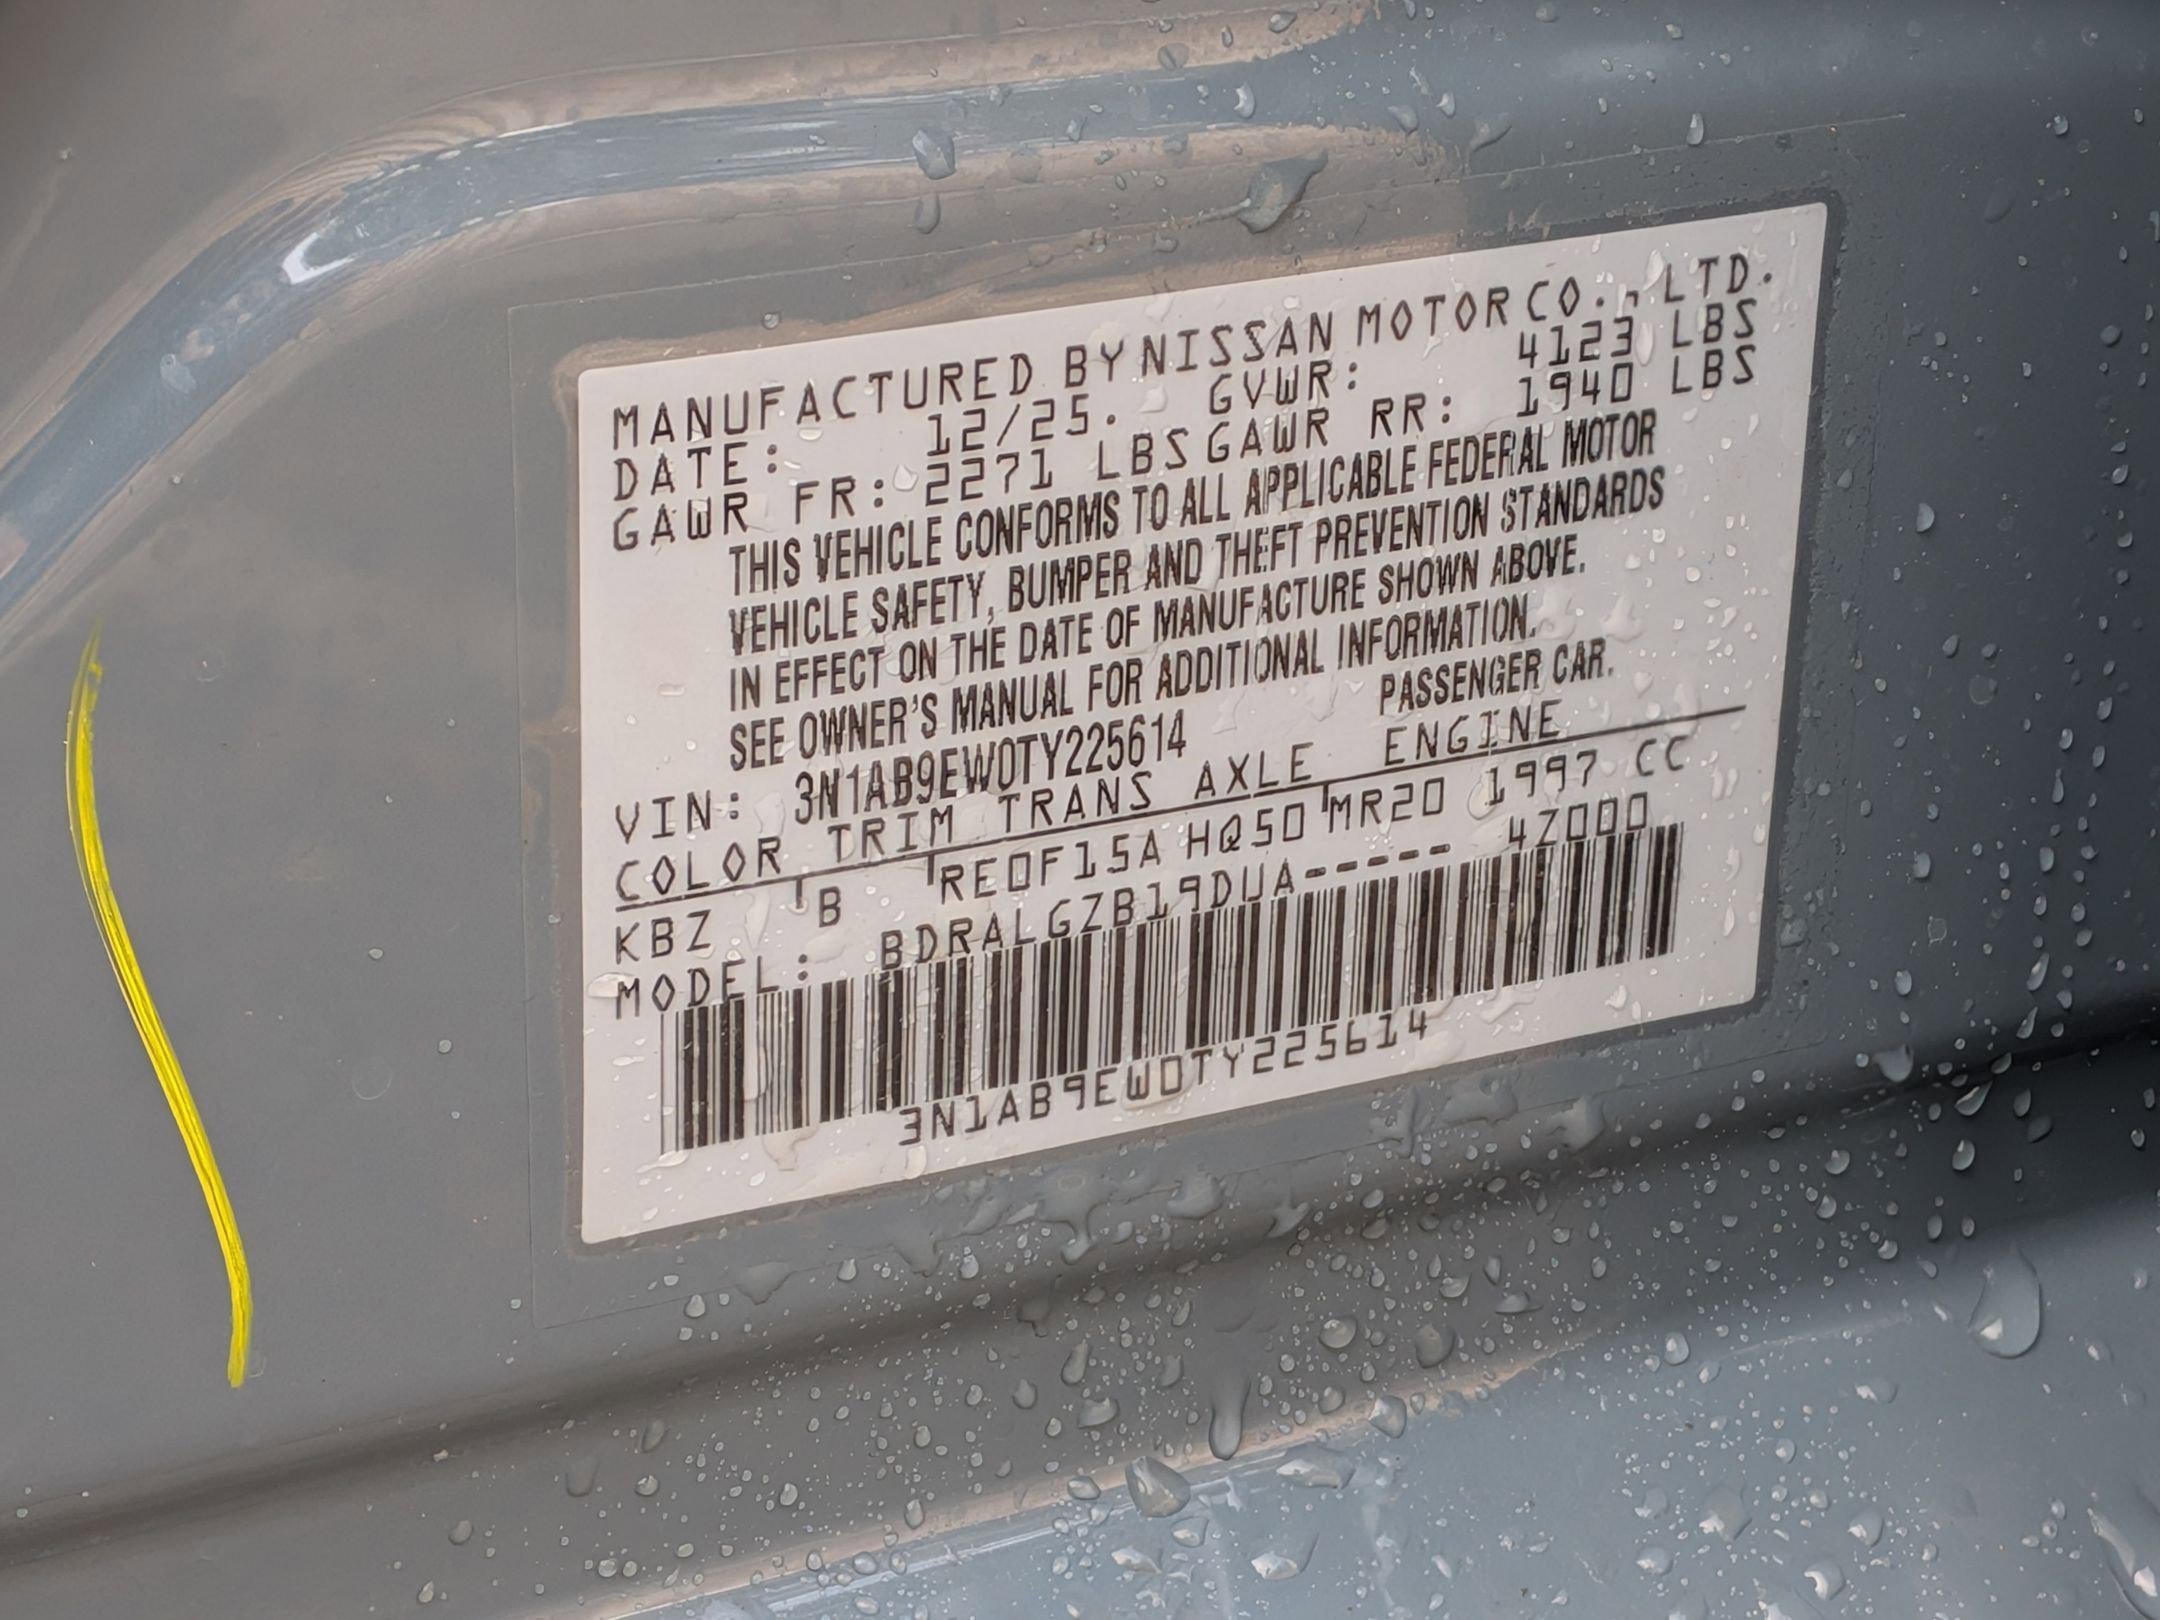 MANUFACTURED BY NISSAN MOTOR CO., LTD.
DATE: 12/25. GVWR: 4123 LBS
GAWR FR: 2271 LBS GAWR RR: 1940 LBS
THIS VEHICLE CONFORMS TO ALL APPLICABLE FEDERAL MOTOR
VEHICLE SAFETY, BUMPER AND THEFT PREVENTION STANDARDS
IN EFFECT ON THE DATE OF MANUFACTURE SHOWN ABOVE.
SEE OWNER'S MANUAL FOR ADDITIONAL INFORMATION.
VIN: 3N1AB9EW0TY225614 PASSENGER CAR.
COLOR TRIM TRANS AXLE ENGINE
KBZ B RE0F15A HQ50 MR20 1997 CC
MODEL: BDRALGZB19DUA----- 4Z000
3N1AB9EW0TY225614